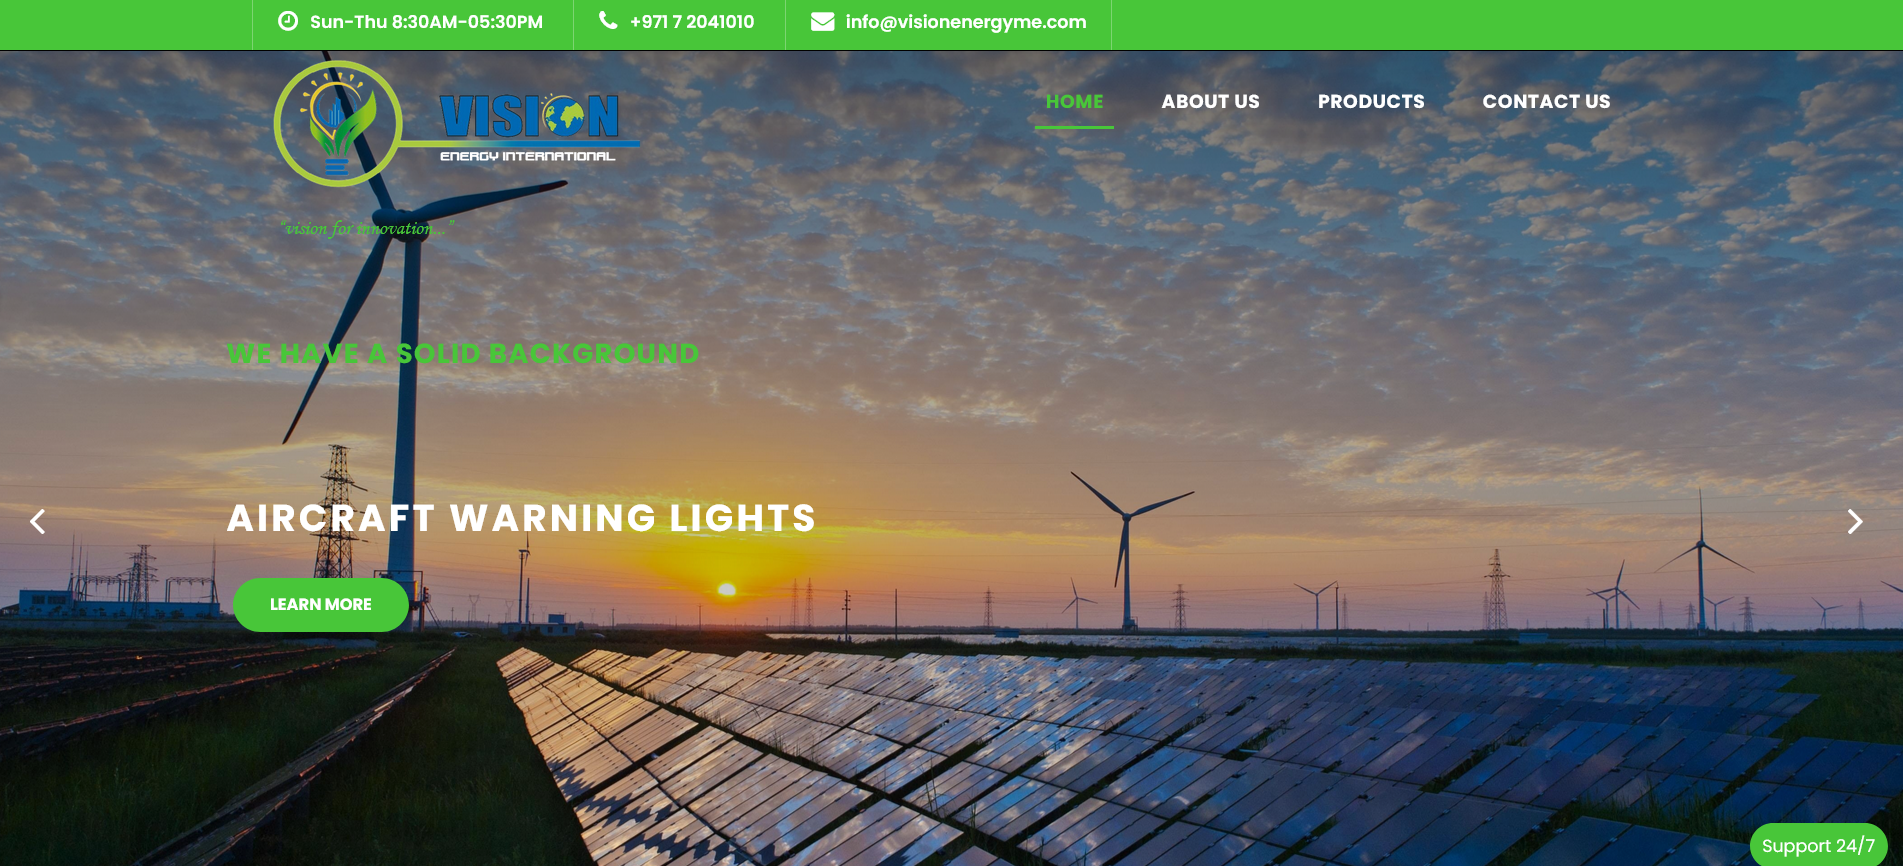 Sun-Thu 8:30AM-05:30PM
+971 7 2041010
info@visionenergyme.com
VISION
ENERGY INTERNATIONAL
"vision for innovation..."
HOME
ABOUT US
PRODUCTS
CONTACT US
WE HAVE A SOLID BACKGROUND
AIRCRAFT WARNING LIGHTS
LEARN MORE
Support 24/7